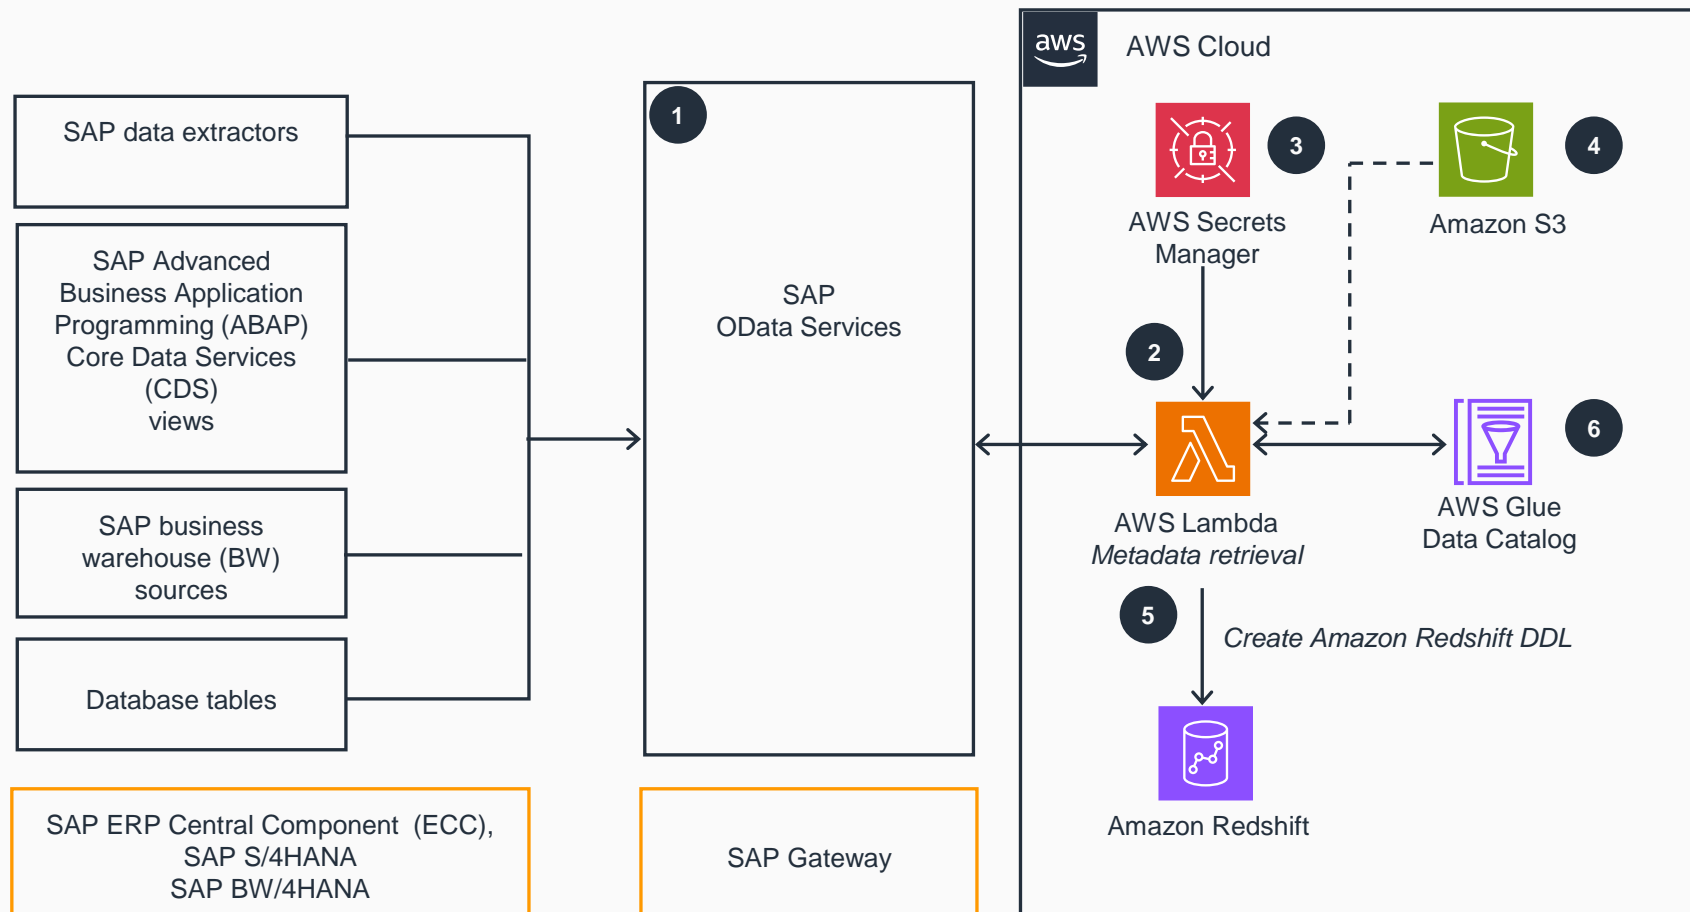 aws
AWS Cloud
SAP data extractors
SAP Advanced
Business Application
Programming (ABAP)
Core Data Services
(CDS)
views
SAP business
warehouse (BW)
sources
Database tables
SAP ERP Central Component (ECC),
SAP S/4HANA
SAP BW/4HANA
1
SAP
OData Services
SAP Gateway
3
AWS Secrets
Manager
4
Amazon S3
2
AWS Lambda
Metadata retrieval
6
AWS Glue
Data Catalog
5
Create Amazon Redshift DDL
Amazon Redshift